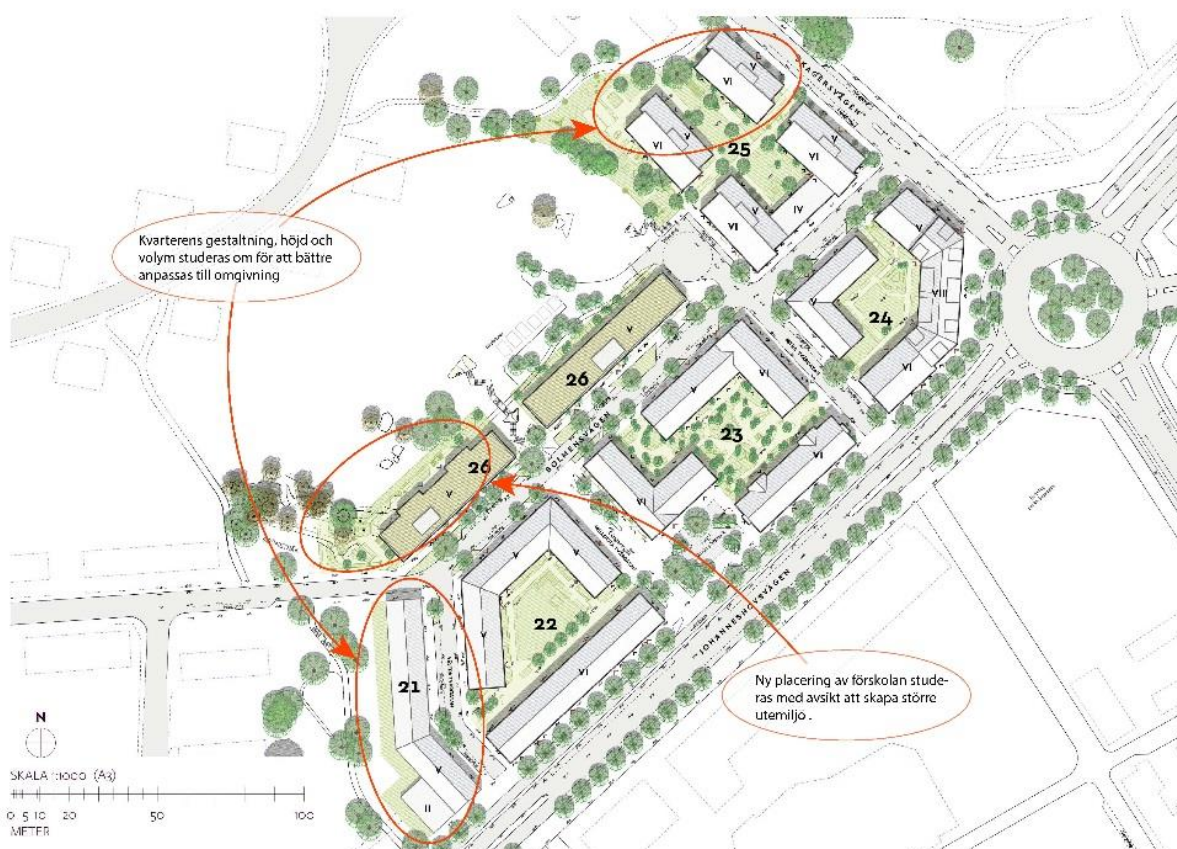 SKAGERSVÄGEN
VI
V
V
VI
25
VI
VI
IV
V
Kvarterens gestaltning, höjd och
volym studeras om för att bättre
anpassas till omgivning
V
VIII
24
VI
V
26
V
VI
23
BOLMENSVÄGEN
VI
VI
26
V
V
V
22
V
VI
JOHANNESHOVSVÄGEN
21
V
II
Ny placering av förskolan stude-
ras med avsikt att skapa större
utemiljö .
N
SKALA 1:1000 (A3)
0 5 10 20 50 100
METER